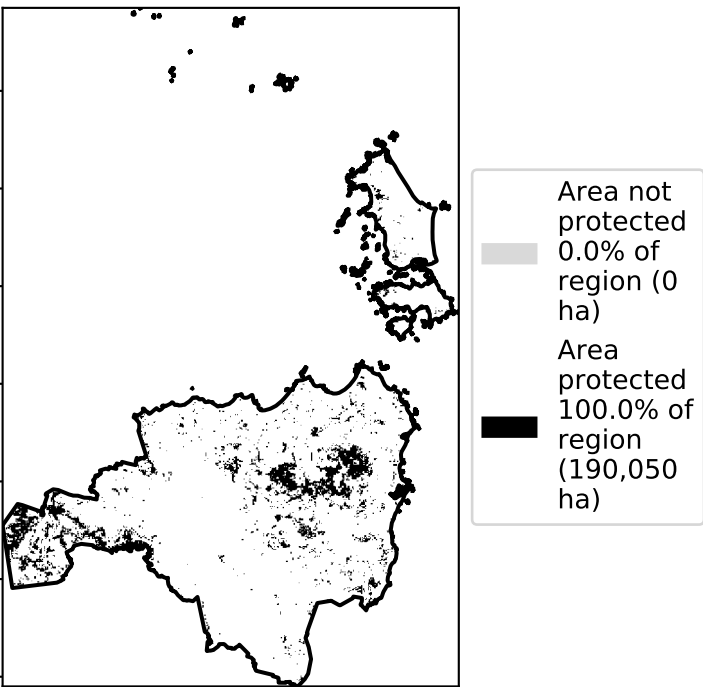 Area not
protected
0.0% of
region (0
ha)
Area
protected
100.0% of
region
(190,050
ha)